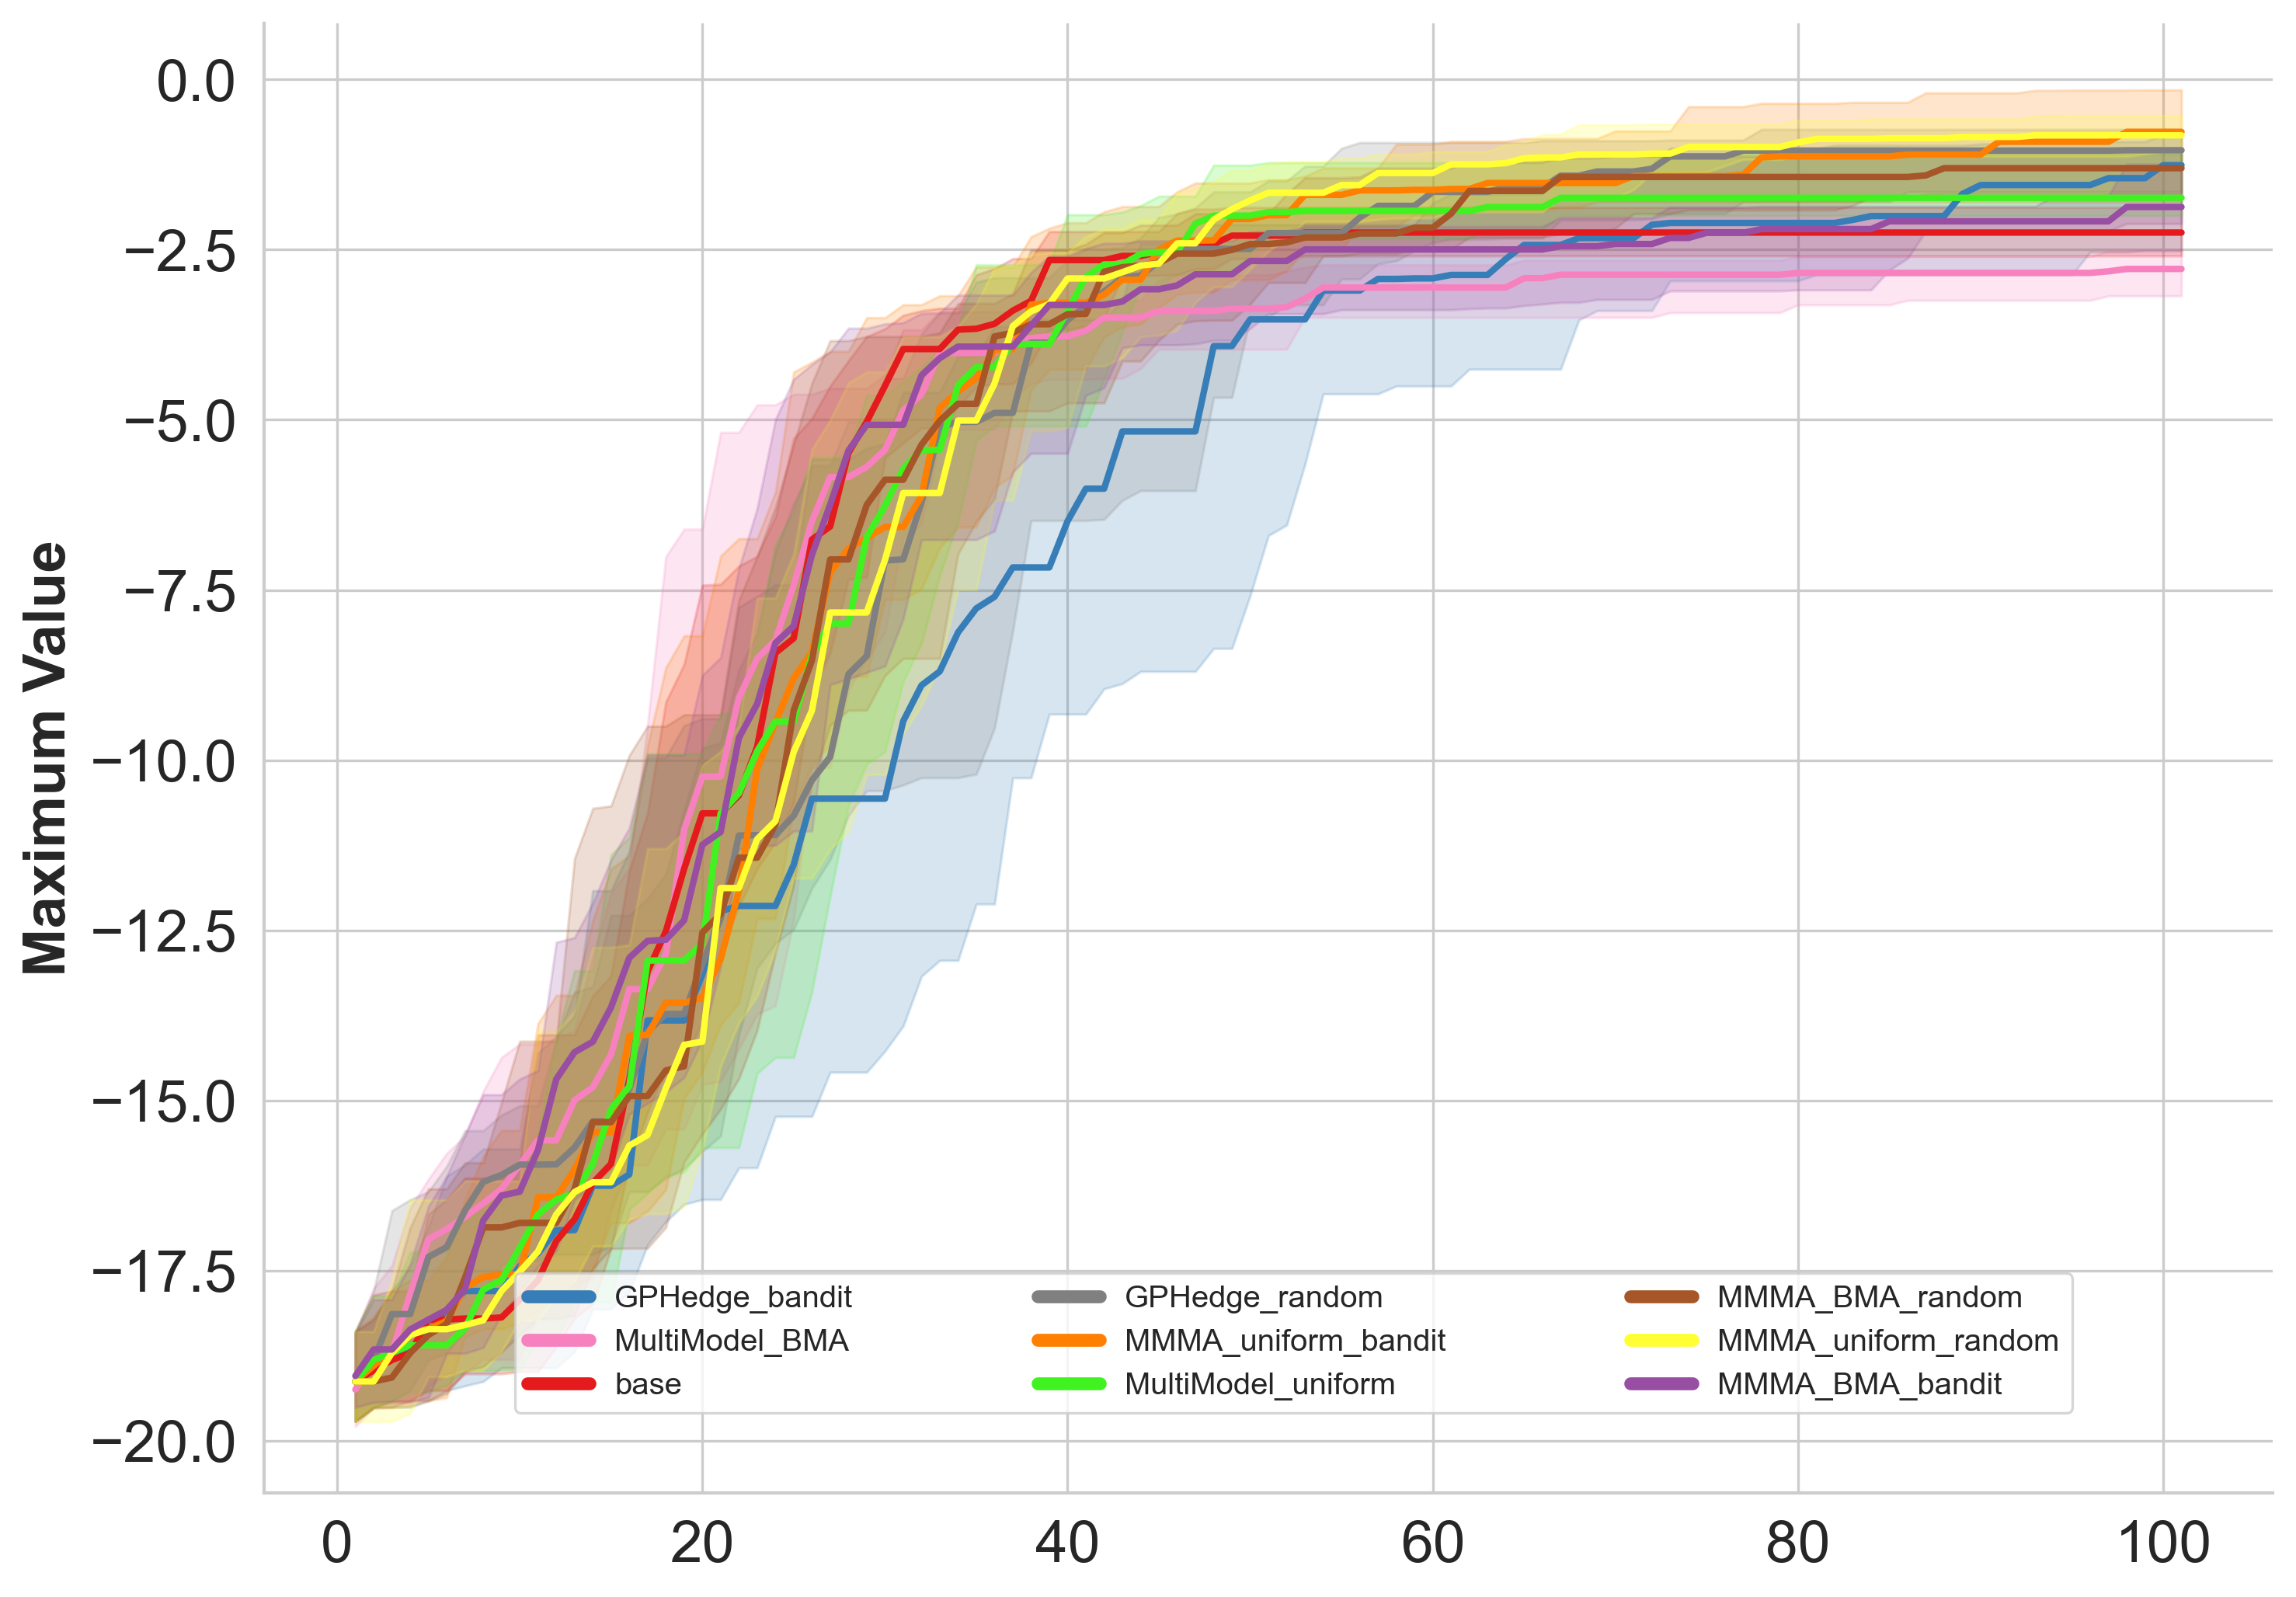 Maximum Value
0.0
−2.5
−5.0
−7.5
−10.0
−12.5
−15.0
−17.5
−20.0
GPHedge_bandit
MultiModel_BMA
base
GPHedge_random
MMMA_uniform_bandit
MultiModel_uniform
MMMA_BMA_random
MMMA_uniform_random
MMMA_BMA_bandit
0 20 40 60 80 100